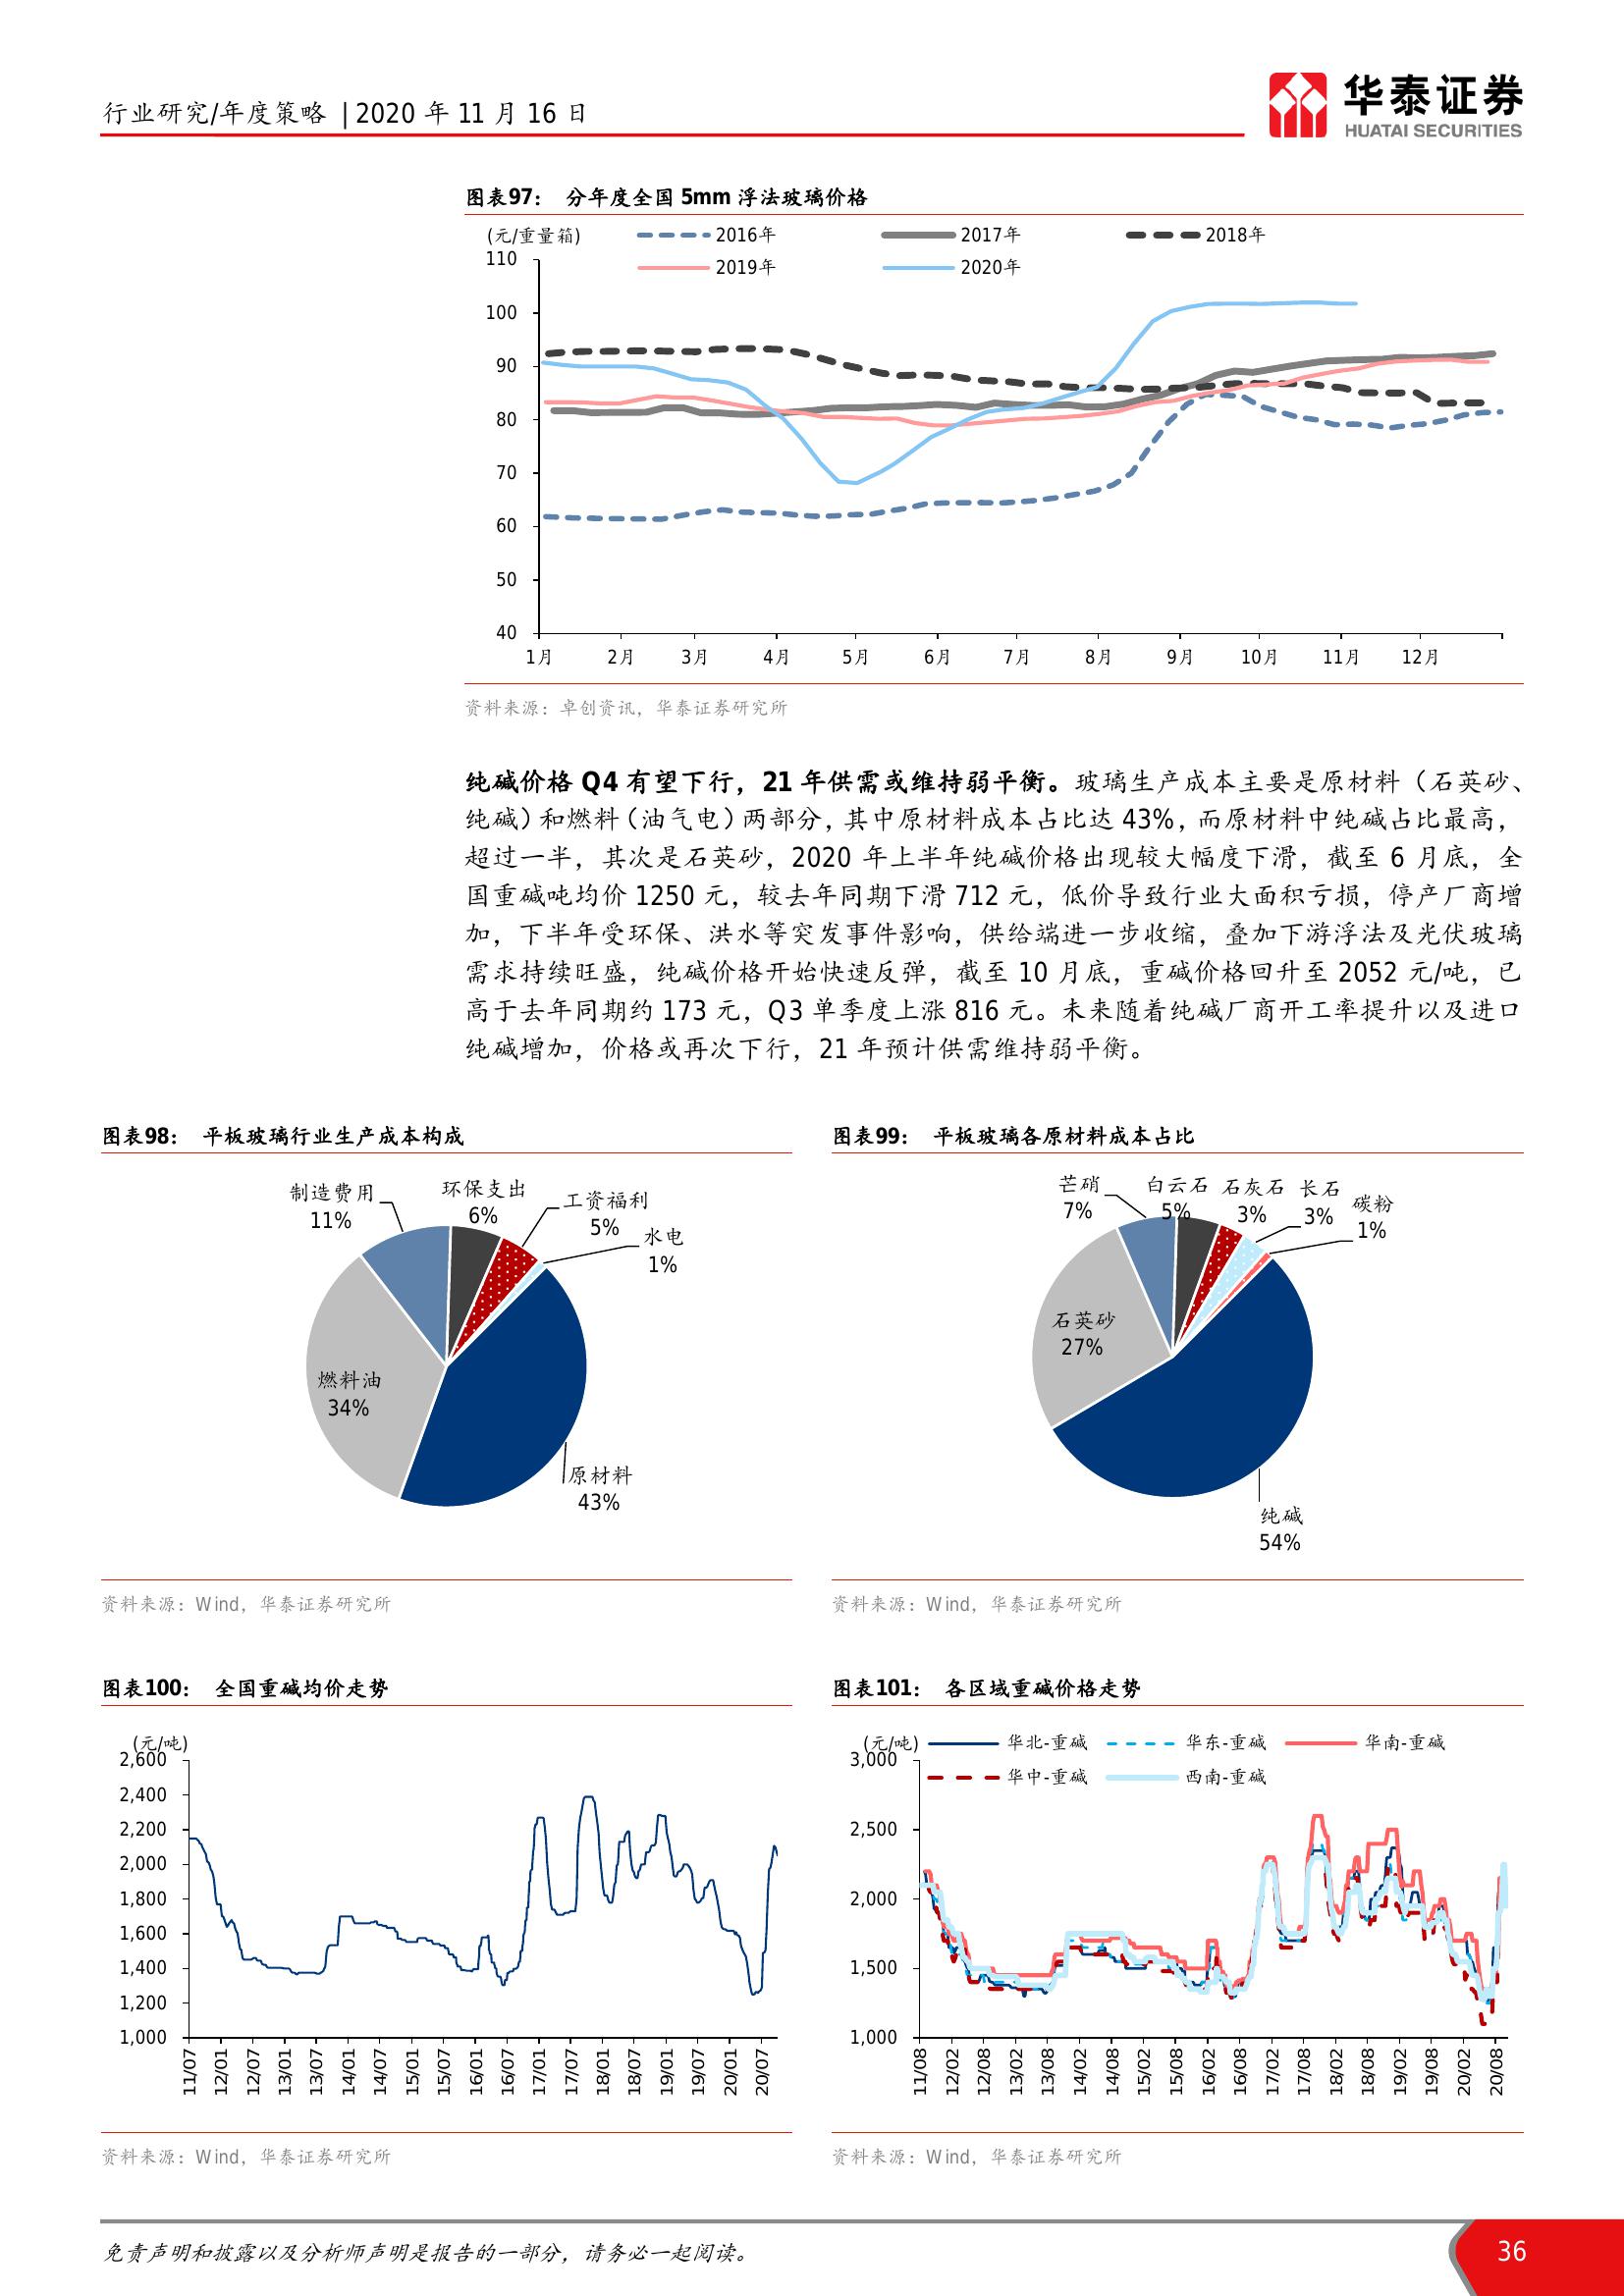 行业研究/年度策略 | 2020 年 11 月 16 日
华泰证券
HUATAI SECURITIES
图表97： 分年度全国 5mm 浮法玻璃价格
(元/重量箱) 2016年 2017年 2018年
2019年 2020年
110
100
90
80
70
60
50
40
1月 2月 3月 4月 5月 6月 7月 8月 9月 10月 11月 12月
资料来源：卓创资讯，华泰证券研究所
纯碱价格 Q4 有望下行，21 年供需或维持弱平衡。玻璃生产成本主要是原材料（石英砂、
纯碱）和燃料（油气电）两部分，其中原材料成本占比达 43%，而原材料中纯碱占比最高，
超过一半，其次是石英砂，2020 年上半年纯碱价格出现较大幅度下滑，截至 6 月底，全
国重碱吨均价 1250 元，较去年同期下滑 712 元，低价导致行业大面积亏损，停产厂商增
加，下半年受环保、洪水等突发事件影响，供给端进一步收缩，叠加下游浮法及光伏玻璃
需求持续旺盛，纯碱价格开始快速反弹，截至 10 月底，重碱价格回升至 2052 元/吨，已
高于去年同期约 173 元，Q3 单季度上涨 816 元。未来随着纯碱厂商开工率提升以及进口
纯碱增加，价格或再次下行，21 年预计供需维持弱平衡。
图表98： 平板玻璃行业生产成本构成
制造费用
11%
环保支出
6%
工资福利
5%
水电
1%
燃料油
34%
原材料
43%
资料来源：Wind，华泰证券研究所
图表99： 平板玻璃各原材料成本占比
芒硝
7%
白云石
5%
石灰石
3%
长石
3%
碳粉
1%
石英砂
27%
纯碱
54%
资料来源：Wind，华泰证券研究所
图表100： 全国重碱均价走势
(元/吨)
2,600
2,400
2,200
2,000
1,800
1,600
1,400
1,200
1,000
11/07 12/01 12/07 13/01 13/07 14/01 14/07 15/01 15/07 16/01 16/07 17/01 17/07 18/01 18/07 19/01 19/07 20/01 20/07
资料来源：Wind，华泰证券研究所
图表101： 各区域重碱价格走势
(元/吨) 华北-重碱 华东-重碱 华南-重碱
华中-重碱 西南-重碱
3,000
2,500
2,000
1,500
1,000
11/08 12/02 12/08 13/02 13/08 14/02 14/08 15/02 15/08 16/02 16/08 17/02 17/08 18/02 18/08 19/02 19/08 20/02 20/08
资料来源：Wind，华泰证券研究所
免责声明和披露以及分析师声明是报告的一部分，请务必一起阅读。
36